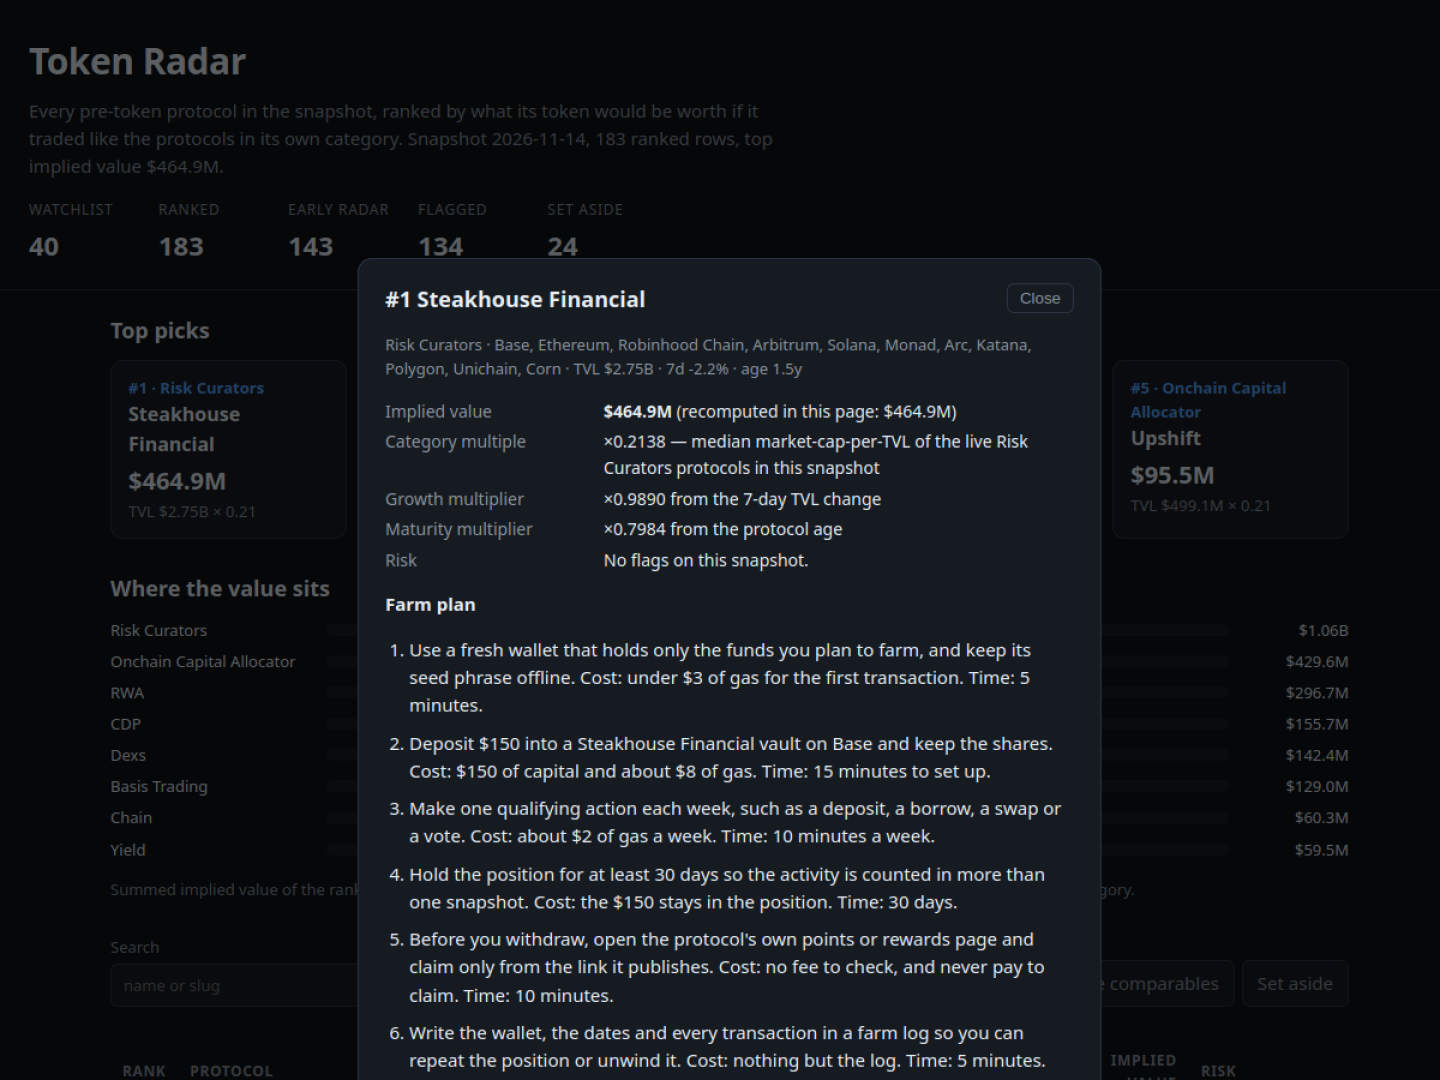 Token Radar
Every pre-token protocol in the snapshot, ranked by what its token would be worth if it
traded like the protocols in its own category. Snapshot 2026-11-14, 183 ranked rows, top
implied value $464.9M.
WATCHLIST RANKED EARLY RADAR FLAGGED SET ASIDE
40 183 143 134 24
#1 Steakhouse Financial
Close
Risk Curators · Base, Ethereum, Robinhood Chain, Arbitrum, Solana, Monad, Arc, Katana,
Polygon, Unichain, Corn · TVL $2.75B · 7d -2.2% · age 1.5y
Implied value $464.9M (recomputed in this page: $464.9M)
Category multiple ×0.2138 — median market-cap-per-TVL of the live Risk
Curators protocols in this snapshot
Growth multiplier ×0.9890 from the 7-day TVL change
Maturity multiplier ×0.7984 from the protocol age
Risk No flags on this snapshot.
Farm plan
1. Use a fresh wallet that holds only the funds you plan to farm, and keep its
seed phrase offline. Cost: under $3 of gas for the first transaction. Time: 5
minutes.
2. Deposit $150 into a Steakhouse Financial vault on Base and keep the shares.
Cost: $150 of capital and about $8 of gas. Time: 15 minutes to set up.
3. Make one qualifying action each week, such as a deposit, a borrow, a swap or
a vote. Cost: about $2 of gas a week. Time: 10 minutes a week.
4. Hold the position for at least 30 days so the activity is counted in more than
one snapshot. Cost: the $150 stays in the position. Time: 30 days.
5. Before you withdraw, open the protocol's own points or rewards page and
claim only from the link it publishes. Cost: no fee to check, and never pay to
claim. Time: 10 minutes.
6. Write the wallet, the dates and every transaction in a farm log so you can
repeat the position or unwind it. Cost: nothing but the log. Time: 5 minutes.
Top picks
#1 · Risk Curators
Steakhouse
Financial
$464.9M
TVL $2.75B × 0.21
#5 · Onchain Capital
Allocator
Upshift
$95.5M
TVL $499.1M × 0.21
Where the value sits
Risk Curators $1.06B
Onchain Capital Allocator $429.6M
RWA $296.7M
CDP $155.7M
Dexs $142.4M
Basis Trading $129.0M
Chain $60.3M
Yield $59.5M
Summed implied value of the
Search
name or slug
comparables
Set aside
RANK PROTOCOL IMPLIED
RISK